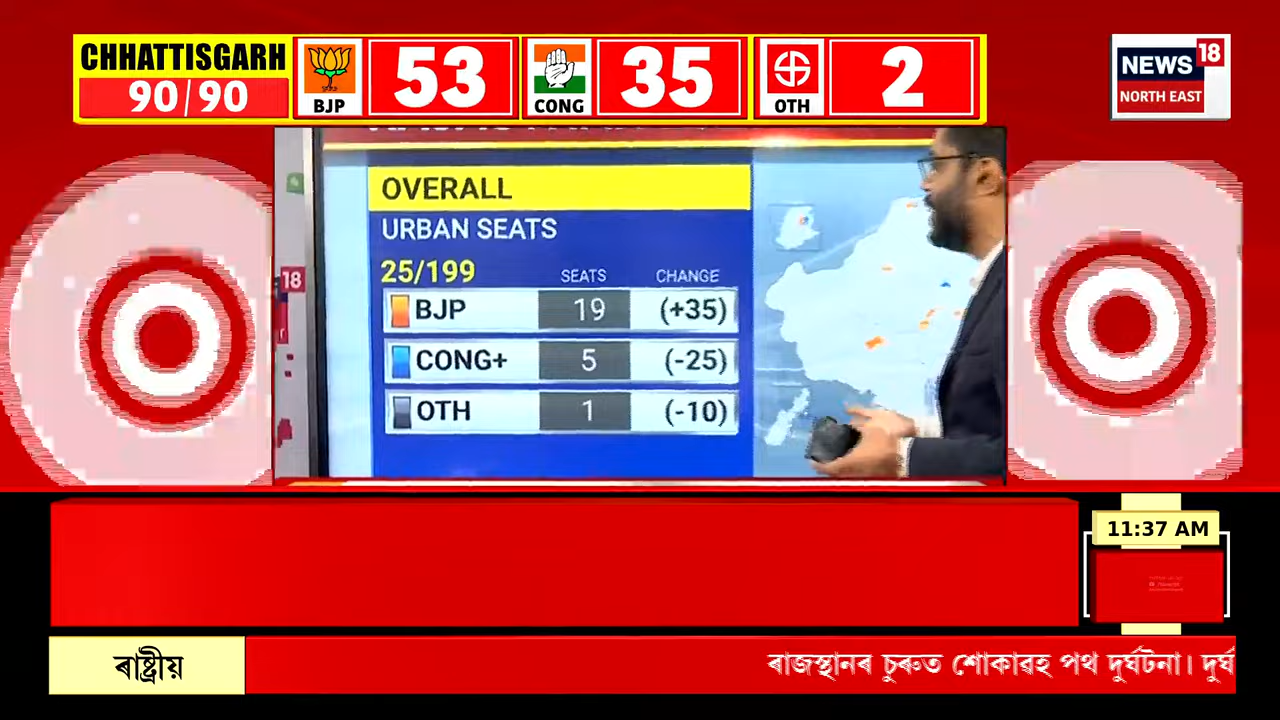 CHHATTISGARH
90/90
BJP
53
CONG
35
OTH
2
NEWS 18
NORTH EAST
OVERALL
URBAN SEATS
25/199 SEATS CHANGE
BJP 19 (+35)
CONG+ 5 (-25)
OTH 1 (-10)
18
11:37 AM
ৰাষ্ট্ৰীয়
ৰাজস্থানৰ চুৰুত শোকাৱহ পথ দুৰ্ঘটনা। দুৰ্ঘ